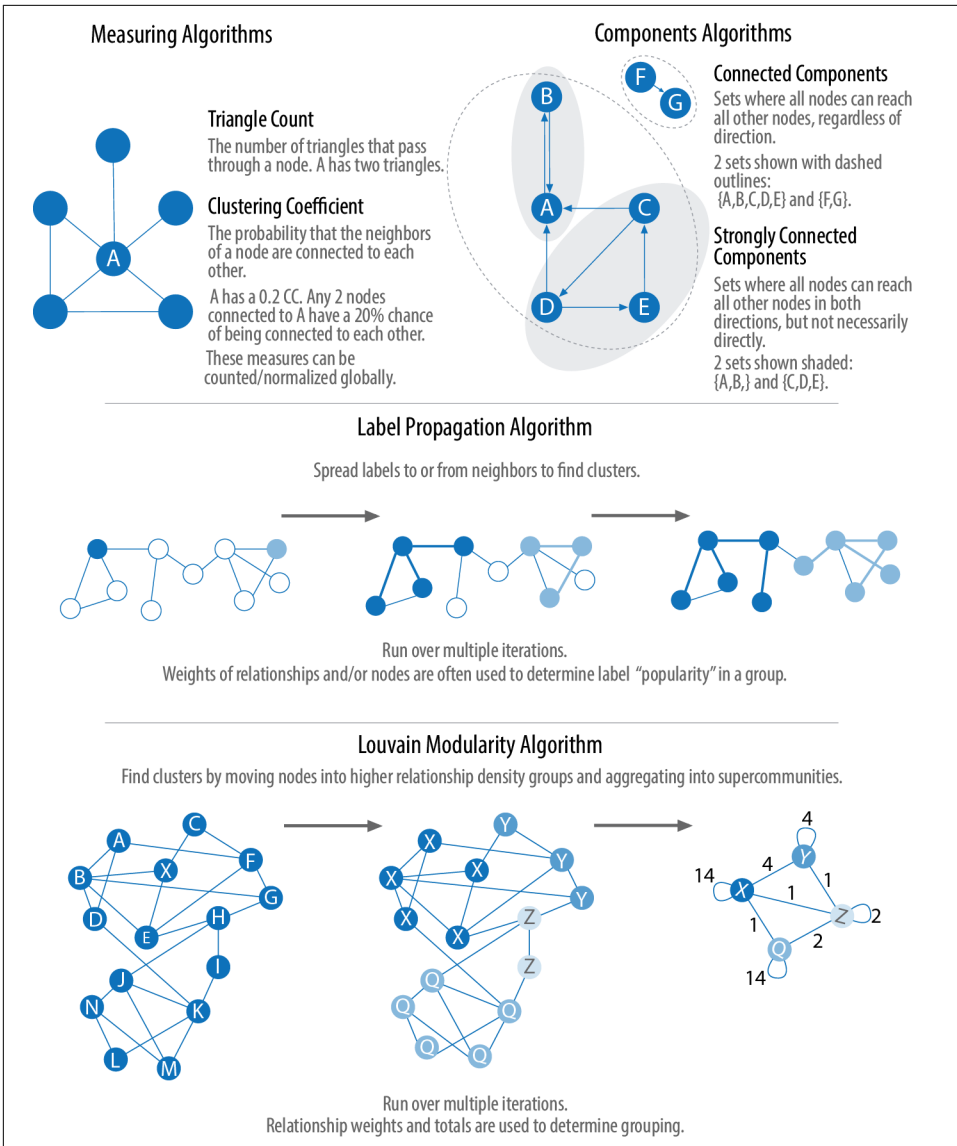 Measuring Algorithms
A
Triangle Count
The number of triangles that pass
through a node. A has two triangles.
Clustering Coefficient
The probability that the neighbors
of a node are connected to each
other.
A has a 0.2 CC. Any 2 nodes
connected to A have a 20% chance
of being connected to each other.
These measures can be
counted/normalized globally.
Components Algorithms
F
G
B
A
C
D
E
Connected Components
Sets where all nodes can reach
all other nodes, regardless of
direction.
2 sets shown with dashed
outlines:
{A,B,C,D,E} and {F,G}.
Strongly Connected
Components
Sets where all nodes can reach
all other nodes in both
directions, but not necessarily
directly.
2 sets shown shaded:
{A,B,} and {C,D,E}.
Label Propagation Algorithm
Spread labels to or from neighbors to find clusters.
Run over multiple iterations.
Weights of relationships and/or nodes are often used to determine label “popularity” in a group.
Louvain Modularity Algorithm
Find clusters by moving nodes into higher relationship density groups and aggregating into supercommunities.
C
A
F
X
B
G
D
H
E
I
J
N
K
L
M
Y
X
Y
X
X
Y
X
Z
X
Z
Q
Q
Q
Q
Q
4
Y
4
14
X
1
1
Z
2
1
Q
2
14
Run over multiple iterations.
Relationship weights and totals are used to determine grouping.